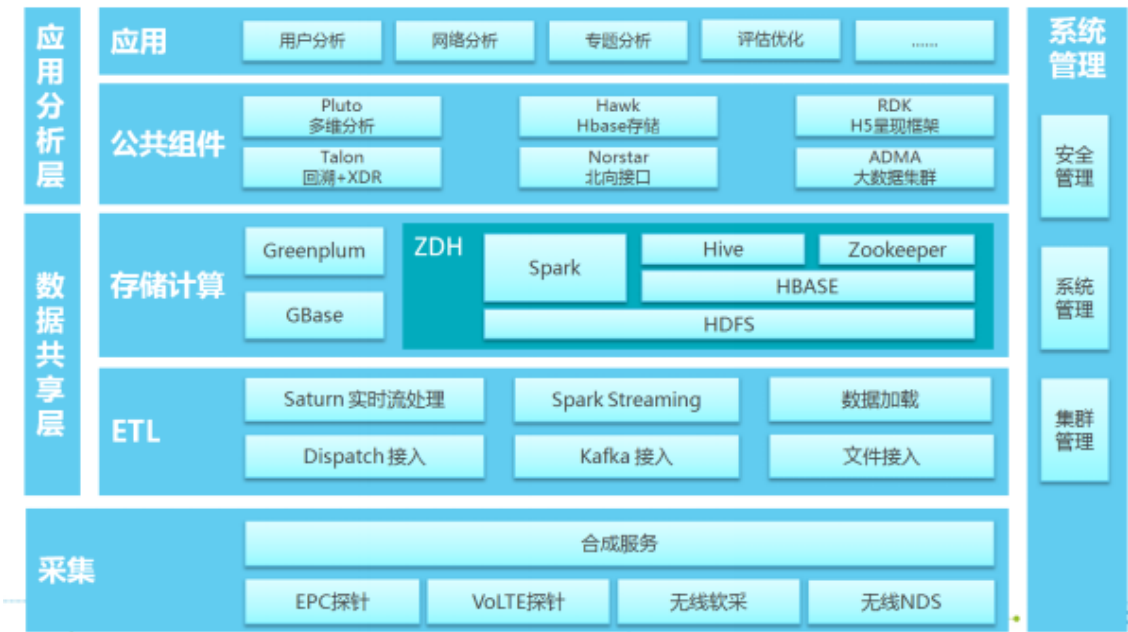 应用分析层
应用
用户分析
网络分析
专题分析
评估优化
......
公共组件
Pluto
多维分析
Hawk
Hbase存储
RDK
H5呈现框架
Talon
回溯+XDR
Norstar
北向接口
ADMA
大数据集群
数据共享层
存储计算
Greenplum
GBase
ZDH
Spark
Hive
Zookeeper
HBASE
HDFS
ETL
Saturn 实时流处理
Spark Streaming
数据加载
Dispatch 接入
Kafka 接入
文件接入
采集
合成服务
EPC探针
VoLTE探针
无线软采
无线NDS
系统
管理
安全
管理
系统
管理
集群
管理